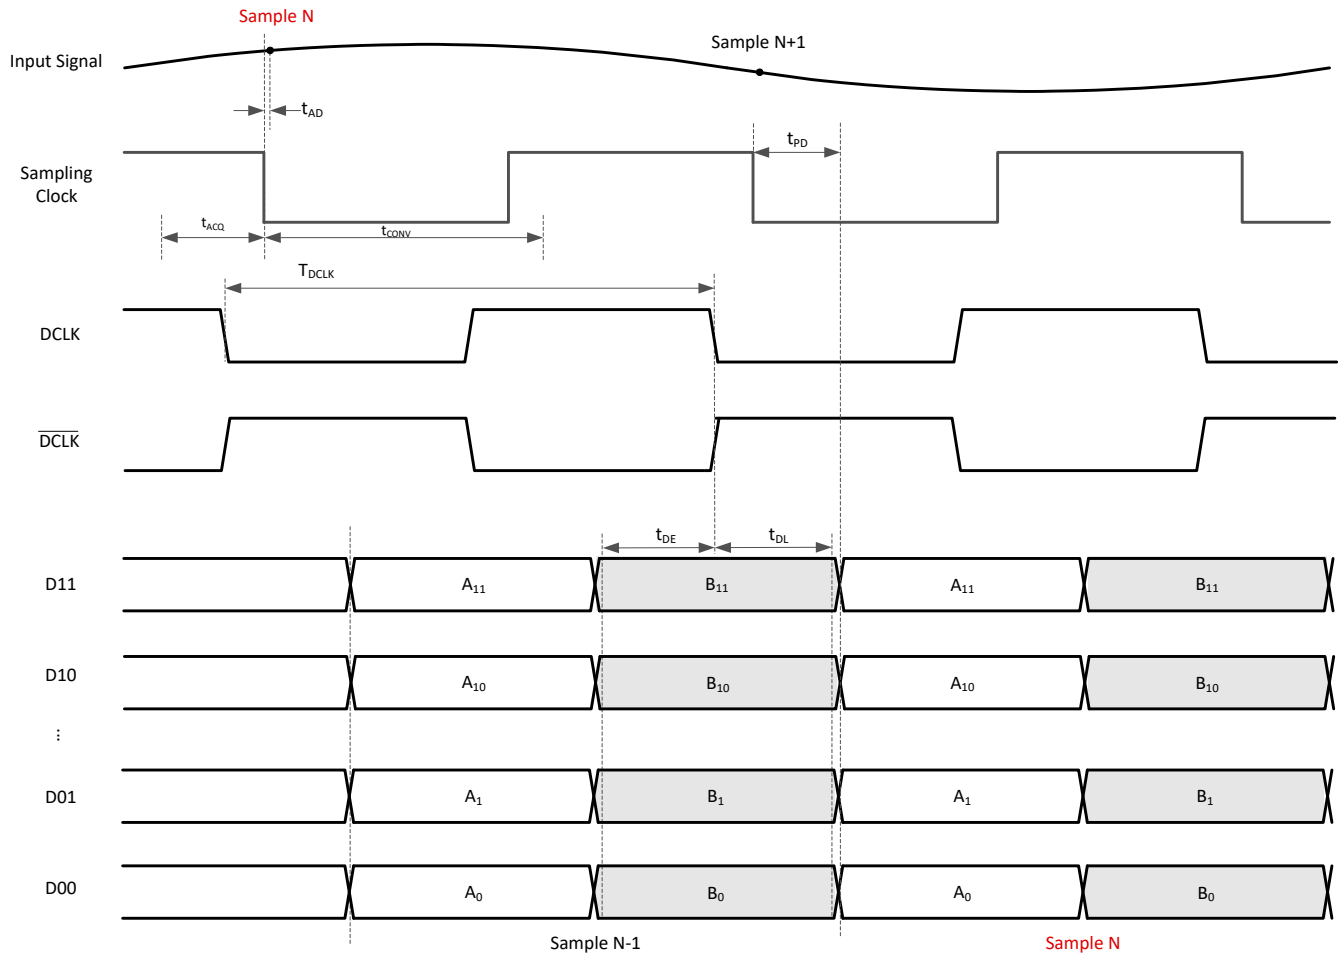 Sample N
Sample N+1
Input Signal
tAD
tPD
Sampling
Clock
tACQ
tCONV
TDCLK
DCLK
DCLK
tDE tDL
D11 A11 B11 A11 B11
D10 A10 B10 A10 B10
...
D01 A1 B1 A1 B1
D00 A0 B0 A0 B0
Sample N-1 Sample N